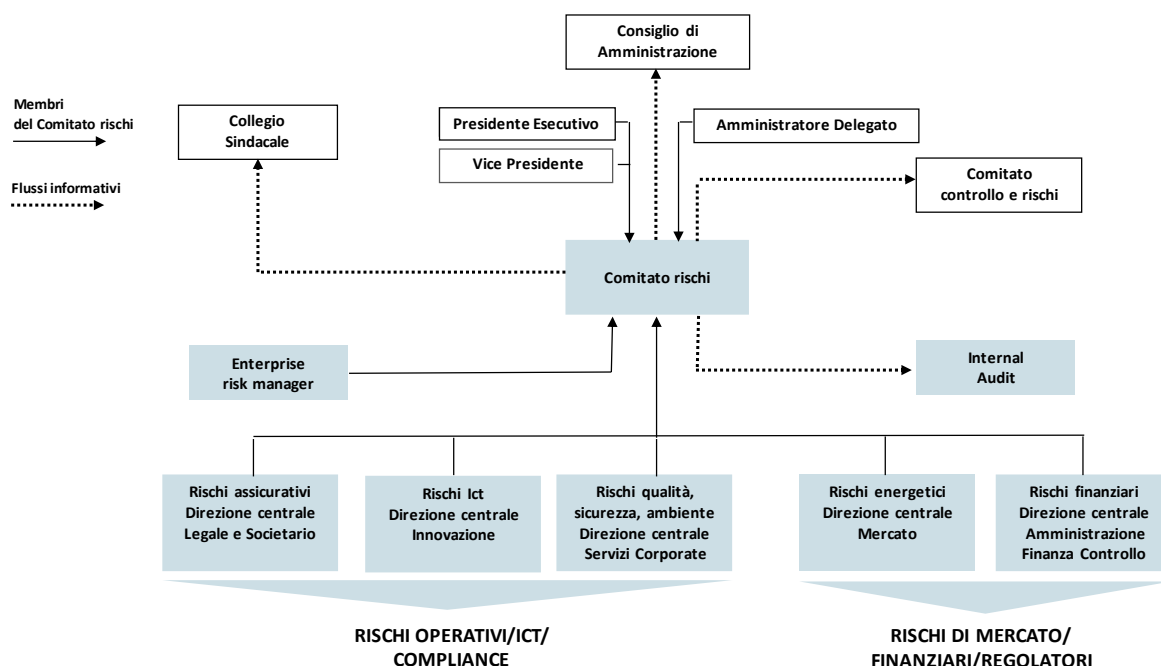 Consiglio di
Amministrazione
Membri
del Comitato rischi
Collegio
Sindacale
Presidente Esecutivo
Amministratore Delegato
Vice Presidente
Flussi informativi
Comitato
controllo e rischi
Comitato rischi
Enterprise
risk manager
Internal
Audit
Rischi assicurativi
Direzione centrale
Legale e Societario
Rischi Ict
Direzione centrale
Innovazione
Rischi qualità,
sicurezza, ambiente
Direzione centrale
Servizi Corporate
Rischi energetici
Direzione centrale
Mercato
Rischi finanziari
Direzione centrale
Amministrazione
Finanza Controllo
RISCHI OPERATIVI/ICT/
COMPLIANCE
RISCHI DI MERCATO/
FINANZIARI/REGOLATORI